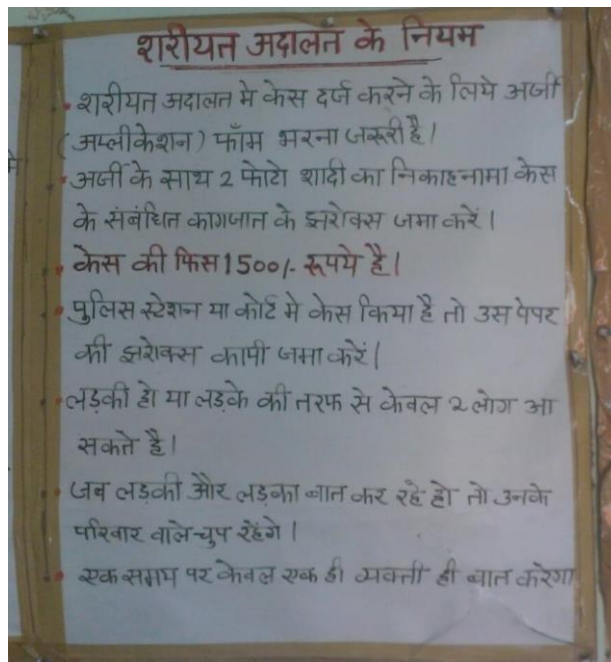 शरीयत अदालत के नियम
• शरीयत अदालत मे केस दर्ज करने के लिये अर्जी
(अप्लीकेशन) फॉम भरना जरूरी है।
• अर्जी के साथ 2 फोटो शादी का निकाहनामा केस
के संबंधित कागजात के झरोक्स जमा करें।
• केस की फिस 1500/- रूपये है।
• पुलिस स्टेशन या कोर्ट मे केस किया है तो उस पेपर
की झरोक्स कापी जमा करें।
• लड़की हो या लड़के की तरफ से केवल २ लोग आ
सकते है।
• जब लड़की और लड़का बात कर रहे हो तो उनके
परिवार वाले चुप रहेंगे।
• एक समय पर केवल एक ही व्यक्ती ही बात करेगा